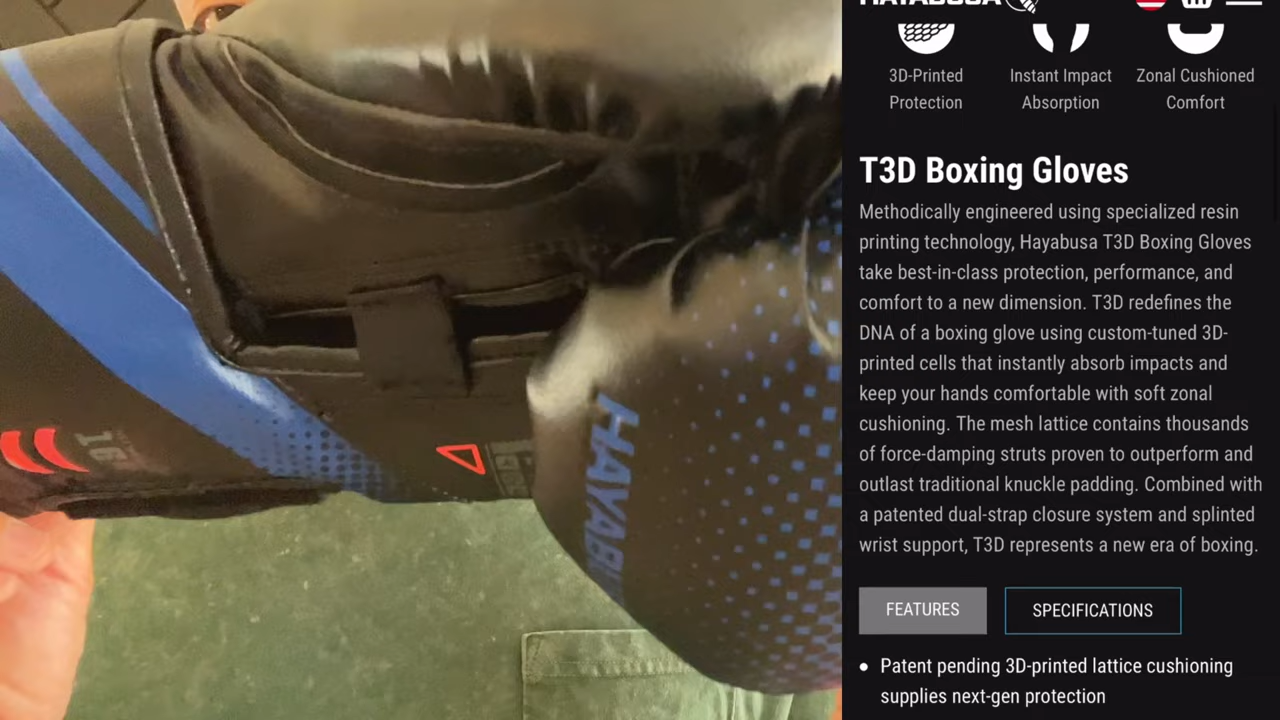 HAYABUSA
3D-Printed
Protection
Instant Impact
Absorption
Zonal Cushioned
Comfort
T3D Boxing Gloves
Methodically engineered using specialized resin
printing technology, Hayabusa T3D Boxing Gloves
take best-in-class protection, performance, and
comfort to a new dimension. T3D redefines the
DNA of a boxing glove using custom-tuned 3D-
printed cells that instantly absorb impacts and
keep your hands comfortable with soft zonal
cushioning. The mesh lattice contains thousands
of force-damping struts proven to outperform and
outlast traditional knuckle padding. Combined with
a patented dual-strap closure system and splinted
wrist support, T3D represents a new era of boxing.
FEATURES
SPECIFICATIONS
Patent pending 3D-printed lattice cushioning
supplies next-gen protection
16
HAYAB